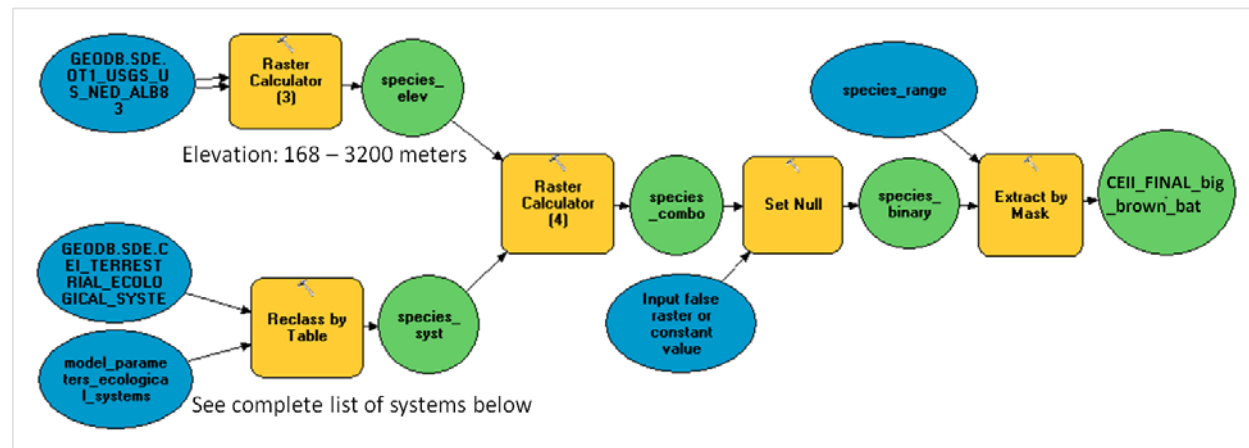 GEODB.SDE.
OT1_USGS_U
S_NED_ALB8
3
Raster
Calculator
(3)
species_
elev
Elevation: 168 – 3200 meters
GEODB.SDE.C
EI_TERREST
RIAL_ECOLO
GICAL_SYSTE
model_parame
ters_ecologica
l_systems
Reclass by
Table
species_
syst
See complete list of systems below
Raster
Calculator
(4)
species
_combo
Input false
raster or
constant
value
Set Null
species_
binary
species_range
Extract by
Mask
CEII_FINAL_big
_brown_bat